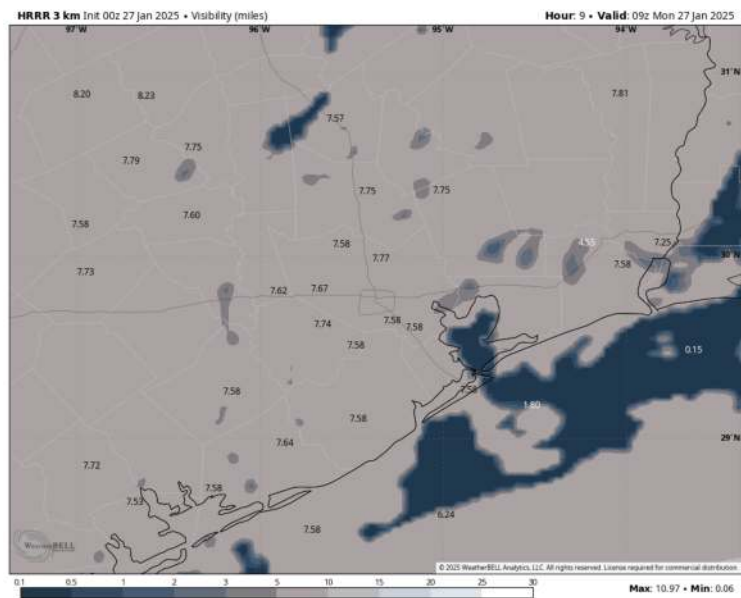 HRRR 3 km Init 00z 27 Jan 2025 • Visibility (miles)
Hour: 9 • Valid: 09z Mon 27 Jan 2025
97°W 96°W 95°W 94°W
31°N
8.20 8.23 7.81
7.57
7.75
7.79
7.75 7.75
7.60
7.58
7.58 4.55 7.25
30°N
7.77 7.58
7.73
7.62 7.67
7.74 7.58 7.58
7.58 0.15
7.58 7.58
1.80
7.58
29°N
7.64
7.72
7.58
7.53
6.24
7.58
WEATHERBELL
© 2025 WeatherBELL Analytics, LLC. All rights reserved. License required for commercial distribution.
0.1 0.5 1 2 3 5 10 15 20 25 30
Max: 10.97 • Min: 0.06